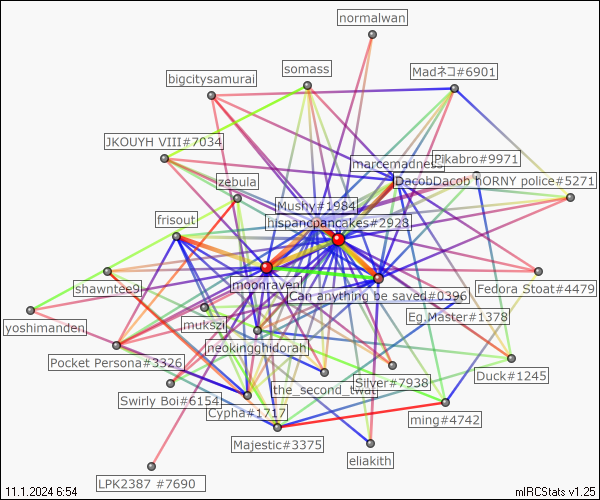 normalwan
somass
Madネコ#6901
bigcitysamurai
JKOUYH VIII#7034
marcemadness
Pikabro#9971
zebula
DacobDacob
HORNY police#5271
Mushy#1984
frisout
hispancpancakes#2928
shawntee9
moonraven
Can anything be saved#0396
Fedora Stoat#4479
yoshimanden
mukszi
Eg.Master#1378
neokingghidorah
Pocket Persona#3326
the_second_twat
Silver#7938
Duck#1245
Swirly Boi#6154
Cypha#1717
ming#4742
Majestic#3375
eliakith
LPK2387 #7690
11.1.2024 6:54
mIRCStats v1.25